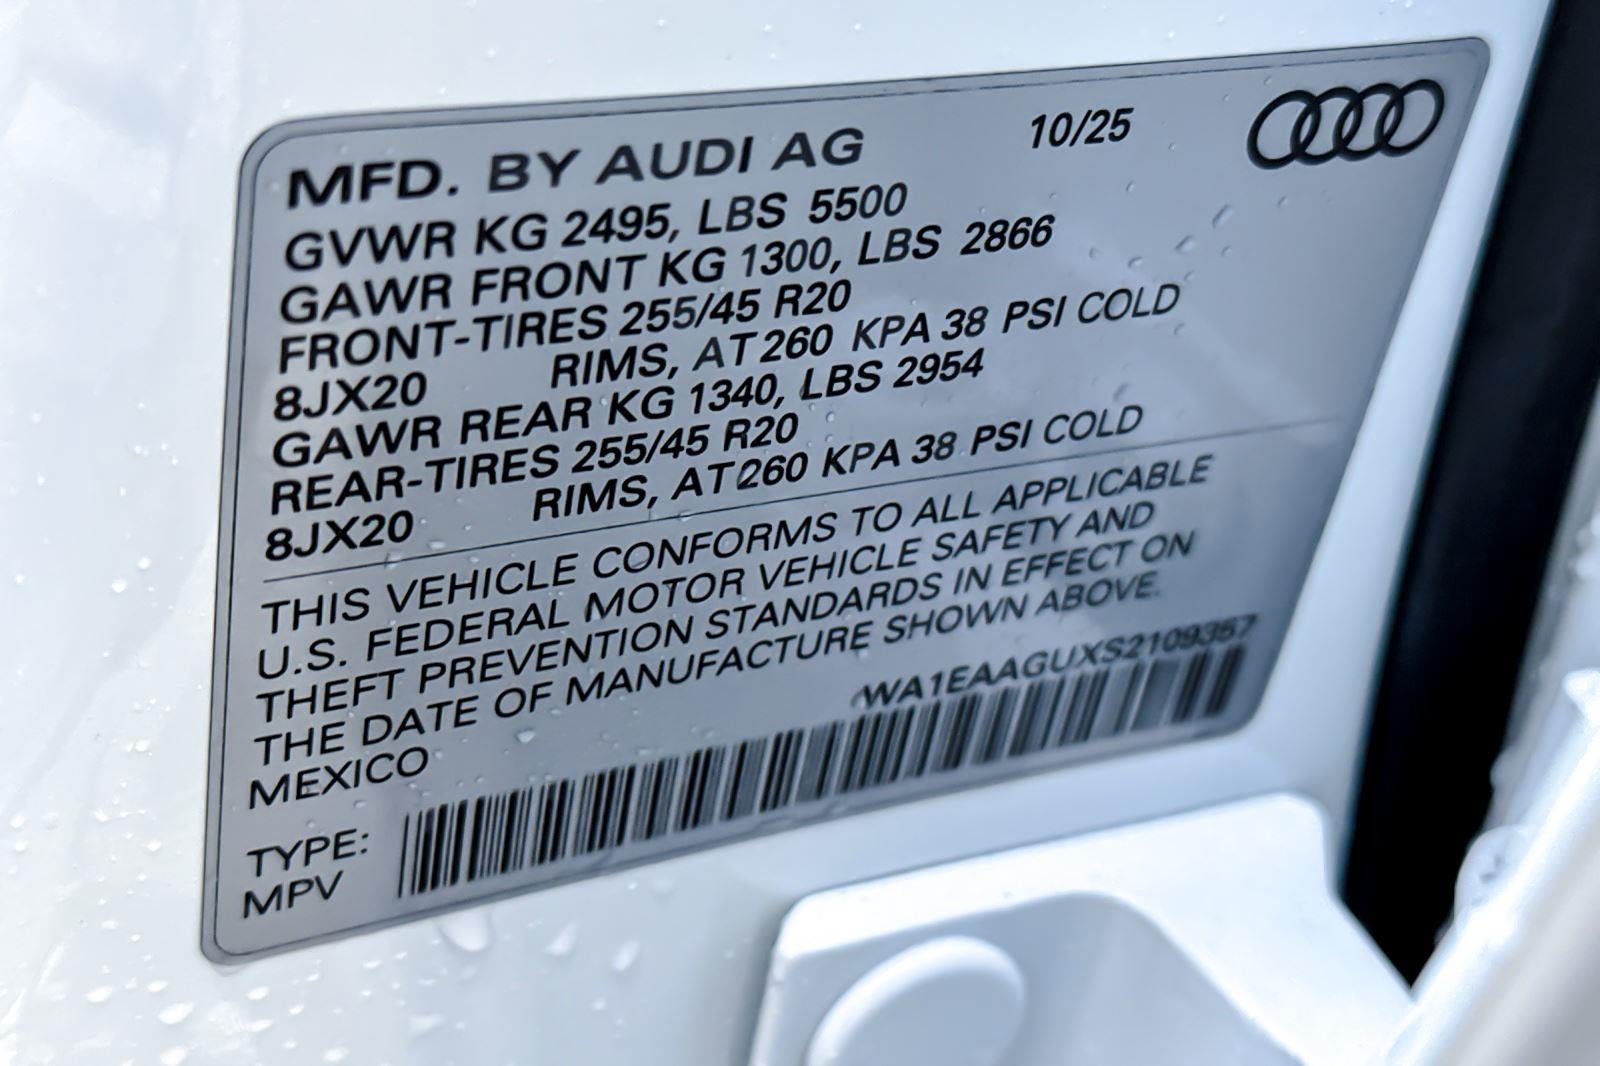 MFD. BY AUDI AG 10/25
GVWR KG 2495, LBS 5500
GAWR FRONT KG 1300, LBS 2866
FRONT-TIRES 255/45 R20
8JX20 RIMS, AT 260 KPA 38 PSI COLD
GAWR REAR KG 1340, LBS 2954
REAR-TIRES 255/45 R20
8JX20 RIMS, AT 260 KPA 38 PSI COLD
THIS VEHICLE CONFORMS TO ALL APPLICABLE
U.S. FEDERAL MOTOR VEHICLE SAFETY AND
THEFT PREVENTION STANDARDS IN EFFECT ON
THE DATE OF MANUFACTURE SHOWN ABOVE.
MEXICO WA1EAAGUXS2109367
TYPE:
MPV